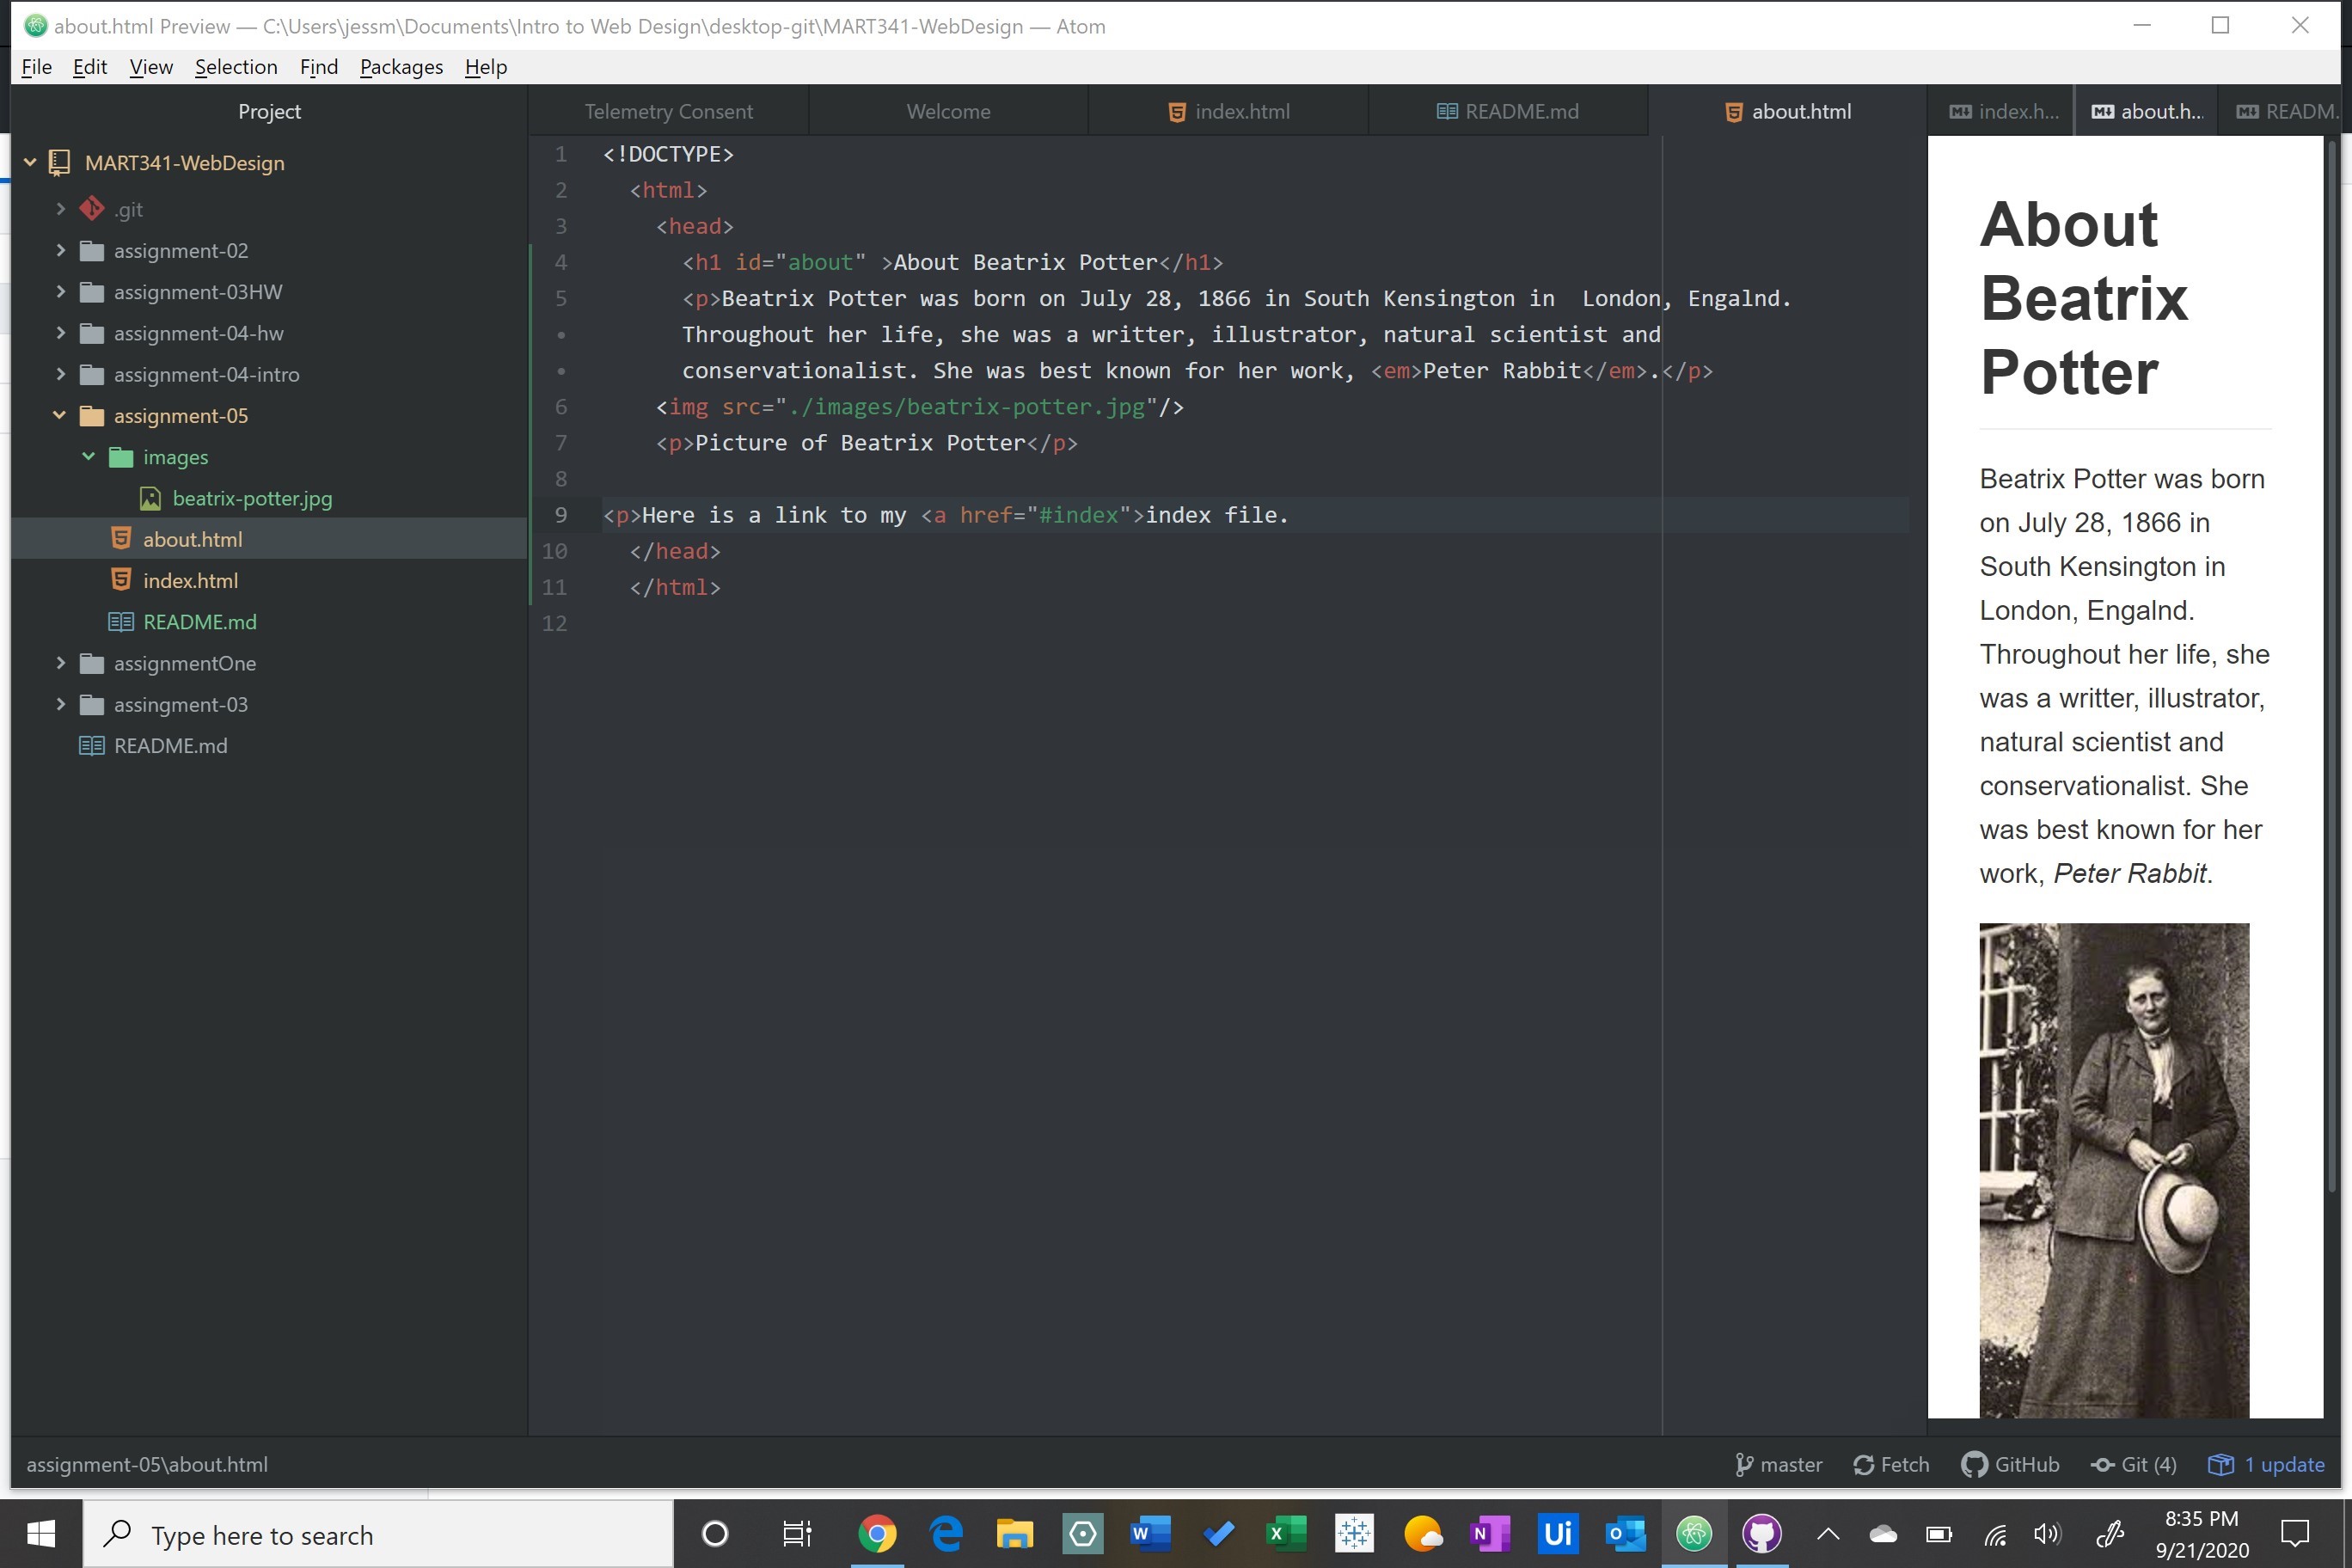 about.html Preview — C:\Users\jessm\Documents\Intro to Web Design\desktop-git\MART341-WebDesign — Atom
File Edit View Selection Find Packages Help
Project
Telemetry Consent Welcome index.html README.md about.html index.h... about.h... READM.
MART341-WebDesign
.git
assignment-02
assignment-03HW
assignment-04-hw
assignment-04-intro
assignment-05
images
beatrix-potter.jpg
about.html
index.html
README.md
assignmentOne
assingment-03
README.md
1 <!DOCTYPE>
2 <html>
3 <head>
4 <h1 id="about" >About Beatrix Potter</h1>
5 <p>Beatrix Potter was born on July 28, 1866 in South Kensington in  London, Engalnd.
• Throughout her life, she was a writter, illustrator, natural scientist and
• conservationalist. She was best known for her work, <em>Peter Rabbit</em>.</p>
6 <img src="./images/beatrix-potter.jpg"/>
7 <p>Picture of Beatrix Potter</p>
8
9 <p>Here is a link to my <a href="#index">index file.
10 </head>
11 </html>
12
About
Beatrix
Potter
Beatrix Potter was born
on July 28, 1866 in
South Kensington in
London, Engalnd.
Throughout her life, she
was a writter, illustrator,
natural scientist and
conservationalist. She
was best known for her
work, Peter Rabbit.
assignment-05\about.html
master Fetch GitHub Git (4) 1 update
Type here to search
8:35 PM
9/21/2020